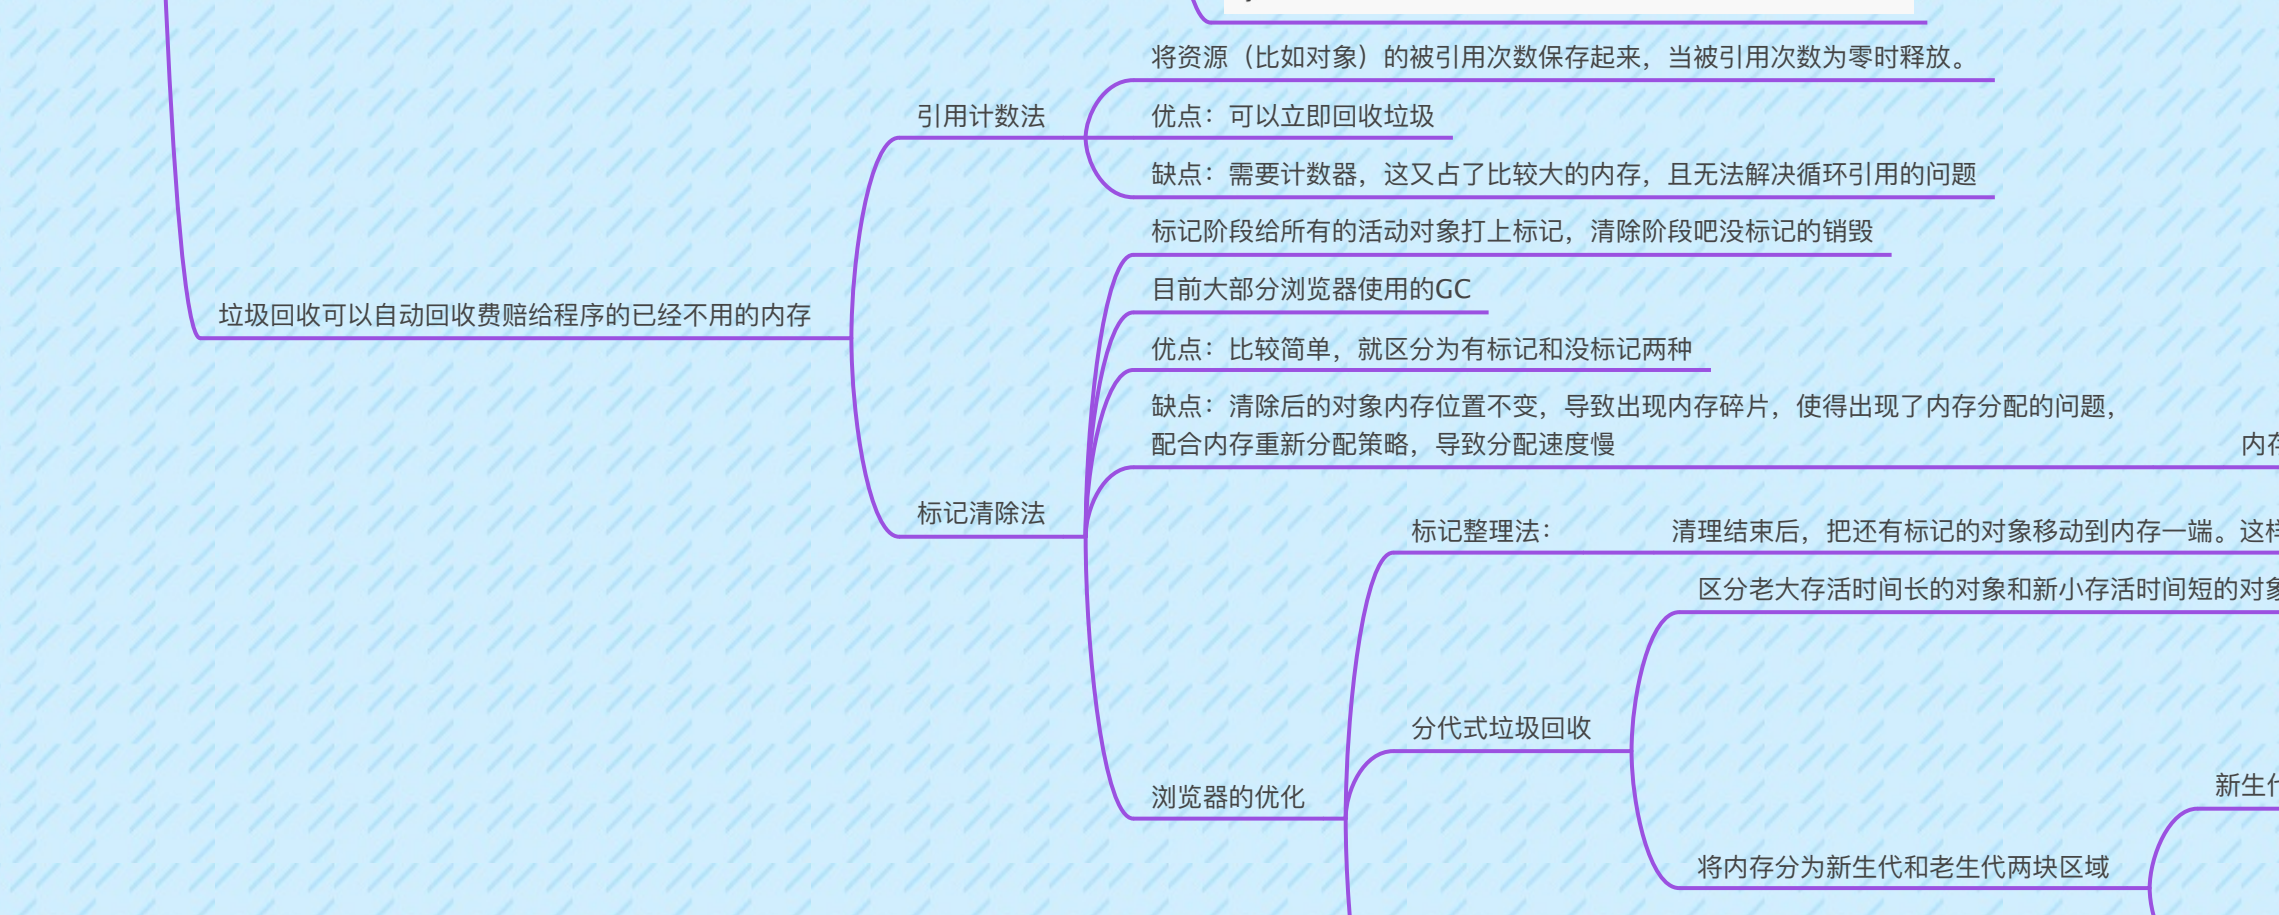 将资源（比如对象）的被引用次数保存起来，当被引用次数为零时释放。
引用计数法
优点：可以立即回收垃圾
缺点：需要计数器，这又占了比较大的内存，且无法解决循环引用的问题
标记阶段给所有的活动对象打上标记，清除阶段吧没标记的销毁
目前大部分浏览器使用的GC
垃圾回收可以自动回收费赔给程序的已经不用的内存
优点：比较简单，就区分为有标记和没标记两种
缺点：清除后的对象内存位置不变，导致出现内存碎片，使得出现了内存分配的问题，
配合内存重新分配策略，导致分配速度慢
内存
标记清除法
标记整理法：
清理结束后，把还有标记的对象移动到内存一端。这样
区分老大存活时间长的对象和新小存活时间短的对象
分代式垃圾回收
浏览器的优化
新生代
将内存分为新生代和老生代两块区域